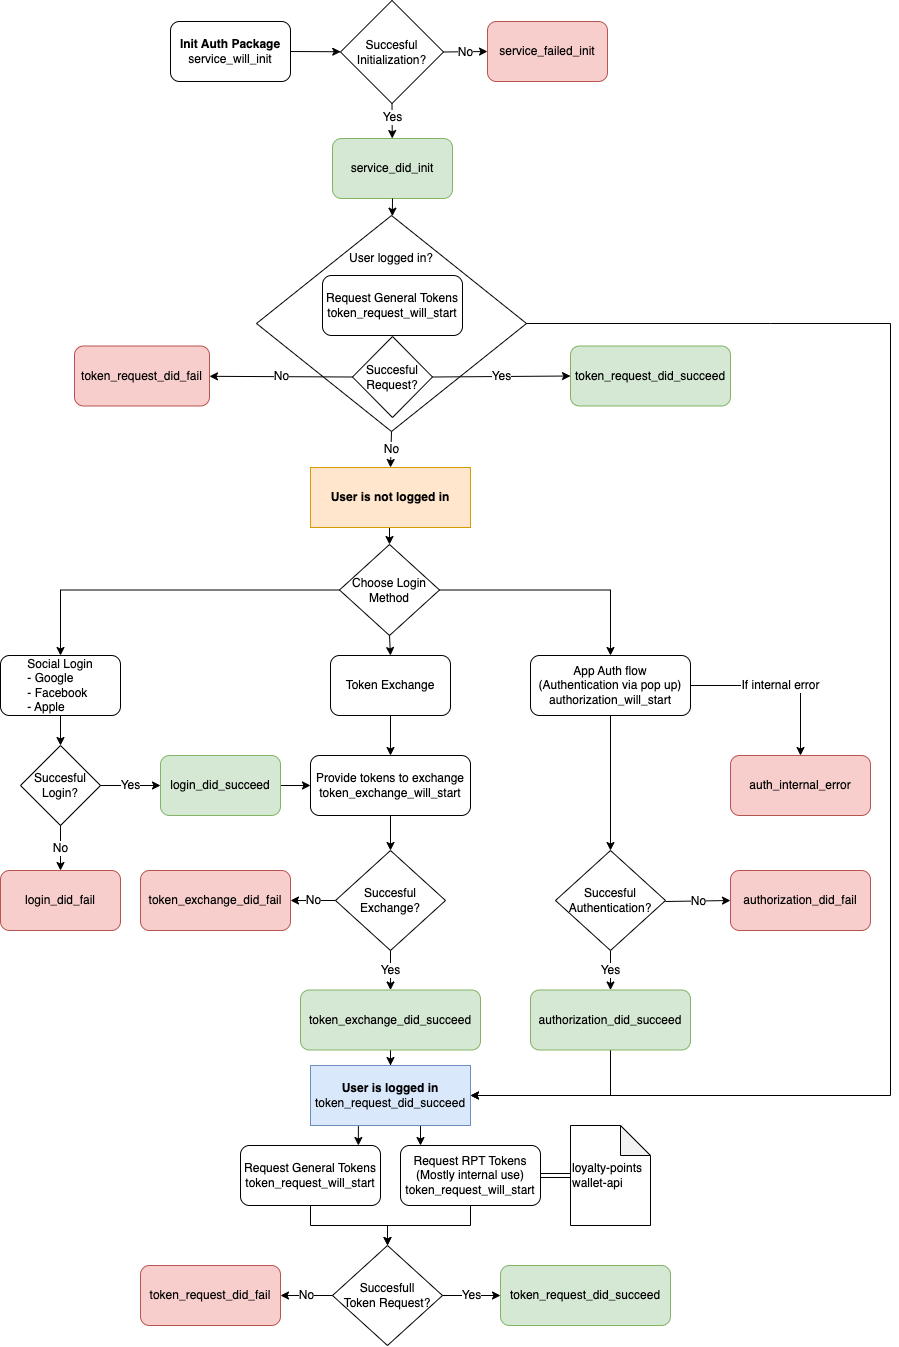 Init Auth Package
service_will_init
Succesful
Initialization?
No
service_failed_init
Yes
service_did_init
User logged in?
Request General Tokens
token_request_will_start
Succesful
Request?
No
token_request_did_fail
Yes
token_request_did_succeed
No
User is not logged in
Choose Login
Method
Social Login
- Google
- Facebook
- Apple
Token Exchange
App Auth flow
(Authentication via pop up)
authorization_will_start
If internal error
Succesful
Login?
Yes
login_did_succeed
Provide tokens to exchange
token_exchange_will_start
auth_internal_error
No
login_did_fail
token_exchange_did_fail
No
Succesful
Exchange?
Succesful
Authentication?
No
authorization_did_fail
Yes
Yes
token_exchange_did_succeed
authorization_did_succeed
User is logged in
token_request_did_succeed
Request General Tokens
token_request_will_start
Request RPT Tokens
(Mostly internal use)
token_request_will_start
loyalty-points
wallet-api
token_request_did_fail
No
Succesfull
Token Request?
Yes
token_request_did_succeed